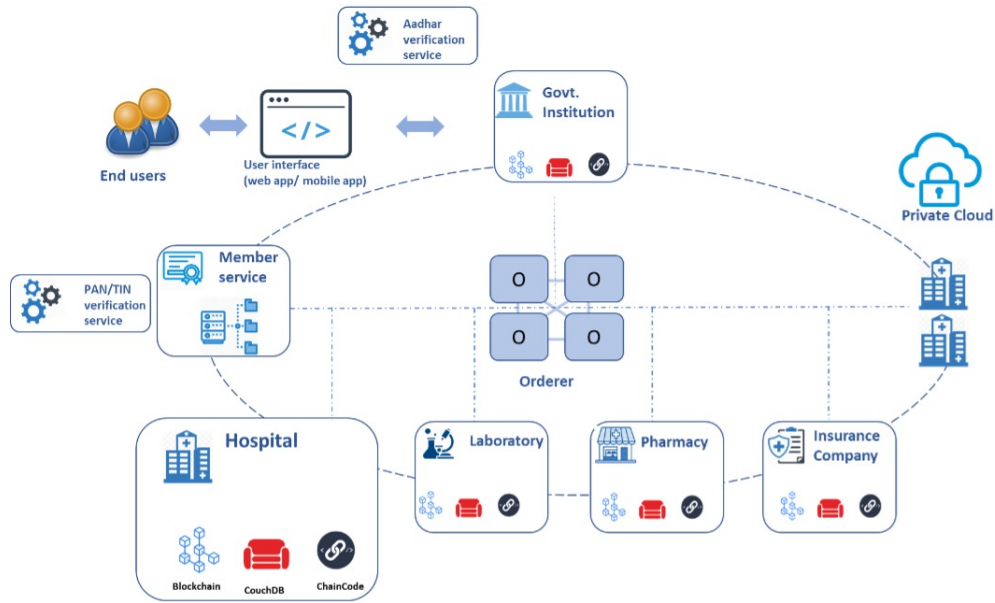 Aadhar
verification
service
Govt.
Institution
</>
End users
User interface
(web app/ mobile app)
Private Cloud
Member
service
PAN/TIN
verification
service
O
O
O
O
Orderer
Hospital
Blockchain
CouchDB
ChainCode
Laboratory
Pharmacy
Insurance
Company